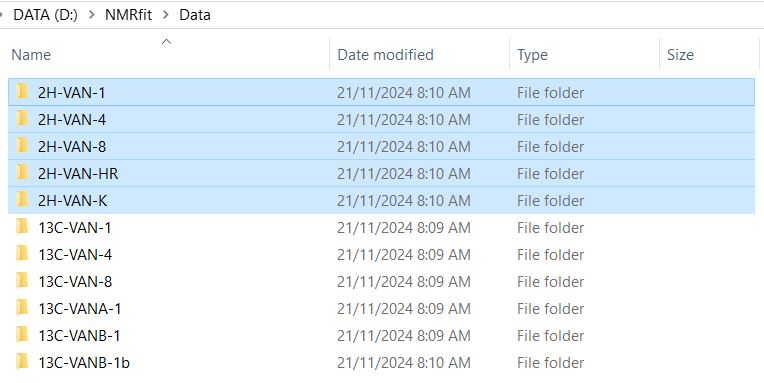 DATA (D:) > NMRfit > Data
Name Date modified Type Size
2H-VAN-1 21/11/2024 8:10 AM File folder
2H-VAN-4 21/11/2024 8:10 AM File folder
2H-VAN-8 21/11/2024 8:10 AM File folder
2H-VAN-HR 21/11/2024 8:10 AM File folder
2H-VAN-K 21/11/2024 8:10 AM File folder
13C-VAN-1 21/11/2024 8:09 AM File folder
13C-VAN-4 21/11/2024 8:09 AM File folder
13C-VAN-8 21/11/2024 8:09 AM File folder
13C-VANA-1 21/11/2024 8:09 AM File folder
13C-VANB-1 21/11/2024 8:09 AM File folder
13C-VANB-1b 21/11/2024 8:10 AM File folder